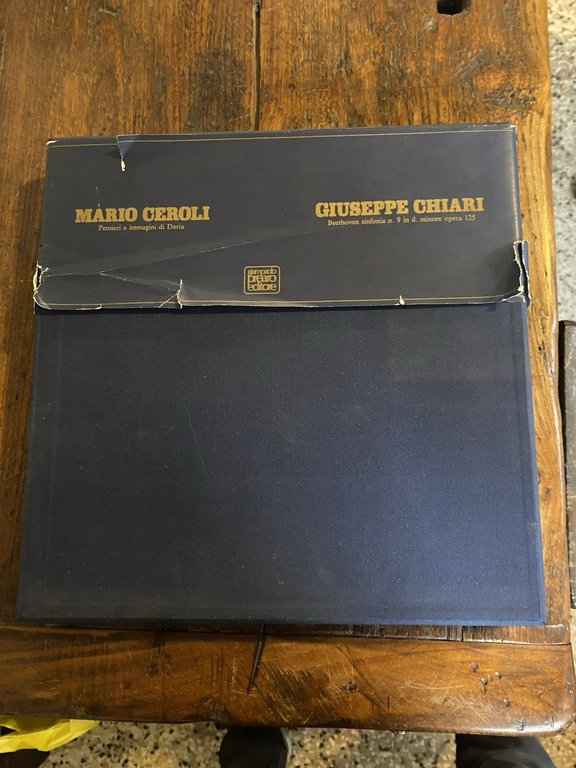 MARIO CEROLI
Pensieri e immagini di Daria
GIUSEPPE CHIARI
Beethoven sinfonia n. 9 in d. minore opera 125
giampaolo
prearo
editore